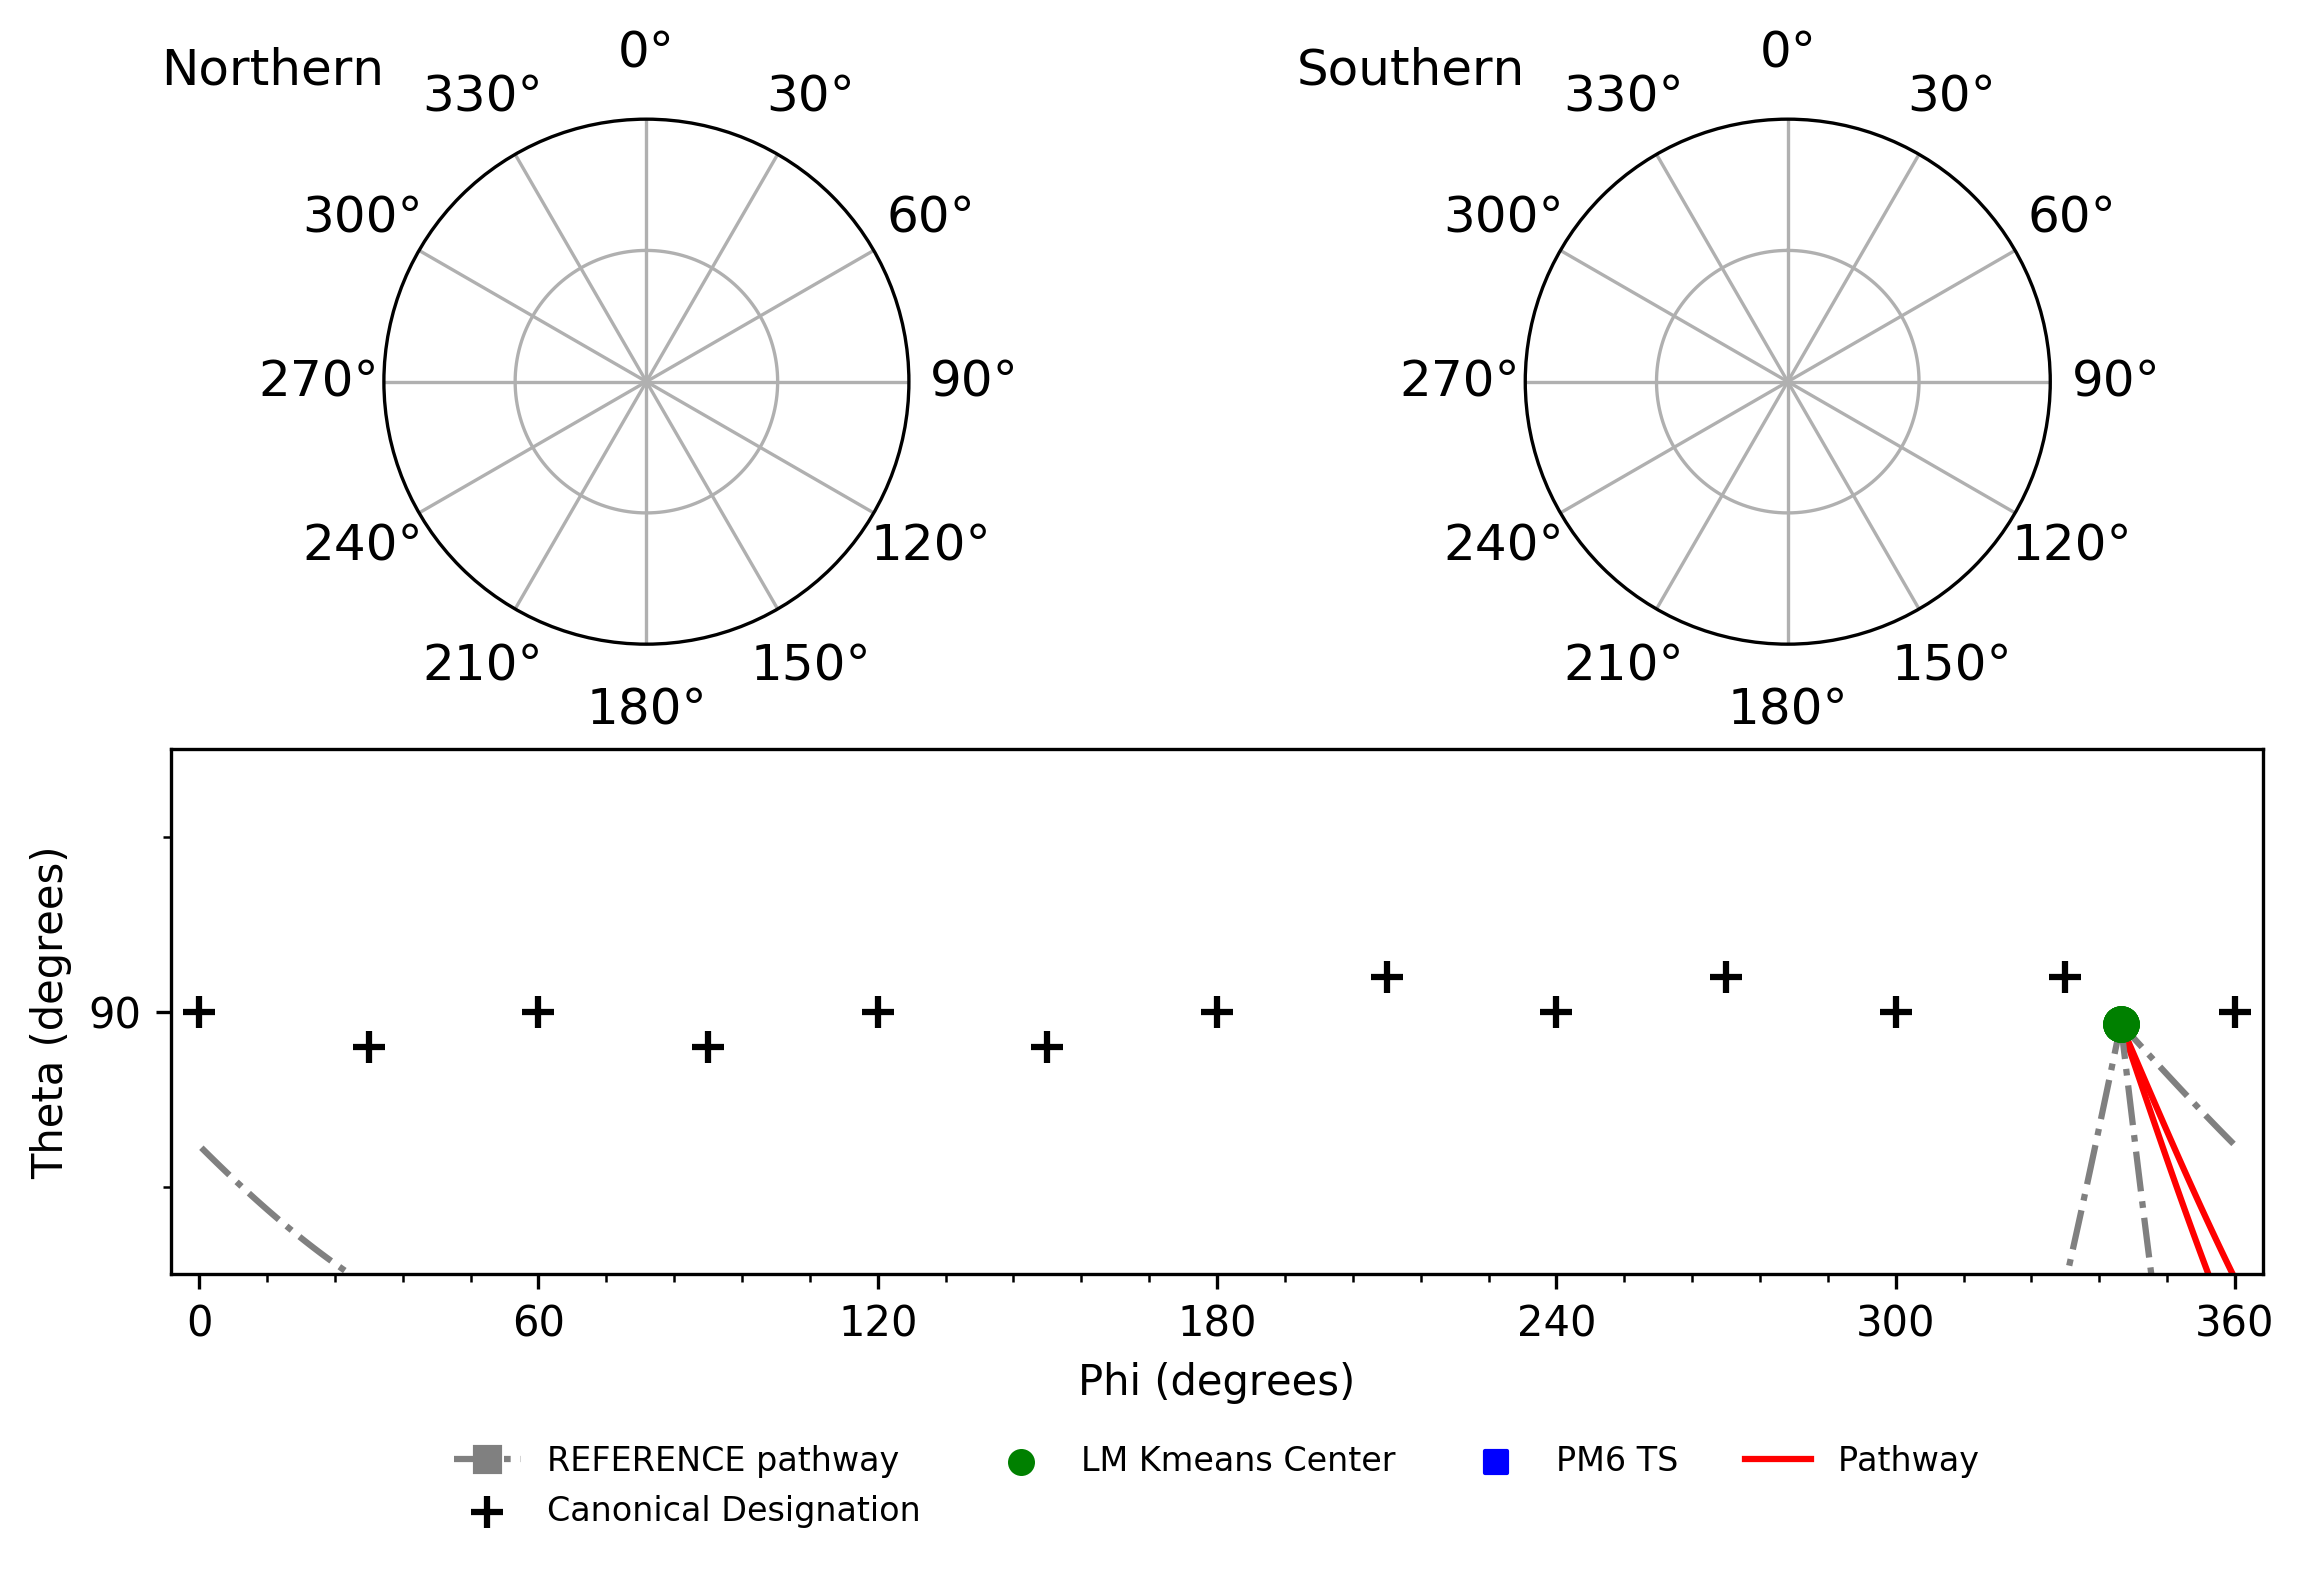 Northern
0°
330°
30°
300°
60°
270°
90°
240°
120°
210°
150°
180°
Southern
0°
330°
30°
300°
60°
270°
90°
240°
120°
210°
150°
180°
Theta (degrees)
90
0 60 120 180 240 300 360
Phi (degrees)
REFERENCE pathway
Canonical Designation
LM Kmeans Center
PM6 TS
Pathway